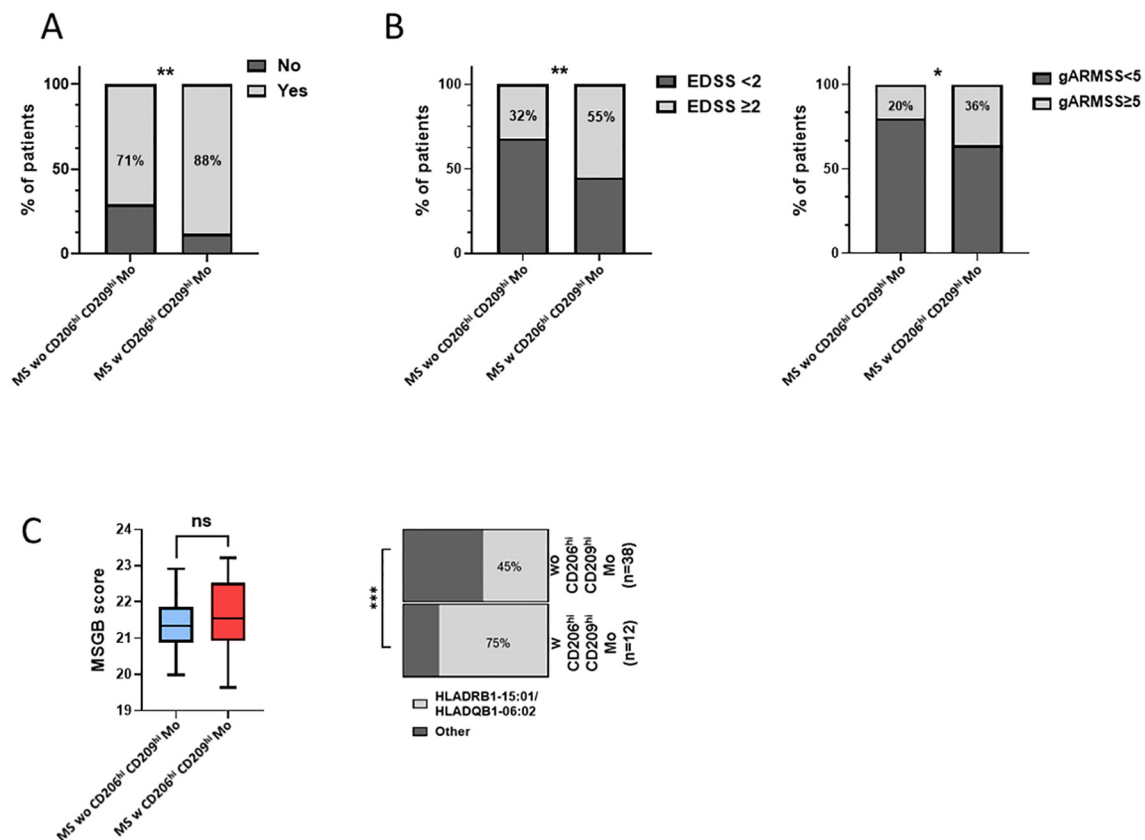 A
**
No
Yes
% of patients
100
50
0
71%
88%
MS wo CD206hi CD209hi Mo
MS w CD206hi CD209hi Mo
B
**
EDSS <2
EDSS ≥2
% of patients
100
50
0
32%
55%
MS wo CD206hi CD209hi Mo
MS w CD206hi CD209hi Mo
*
gARMSS<5
gARMSS≥5
% of patients
100
50
0
20%
36%
MS wo CD206hi CD209hi Mo
MS w CD206hi CD209hi Mo
C
ns
MSGB score
24
23
22
21
20
19
MS wo CD206hi CD209hi Mo
MS w CD206hi CD209hi Mo
***
45%
75%
wo
CD206hi
CD209hi
Mo
(n=38)
w
CD206hi
CD209hi
Mo
(n=12)
HLADRB1-15:01/
HLADQB1-06:02
Other